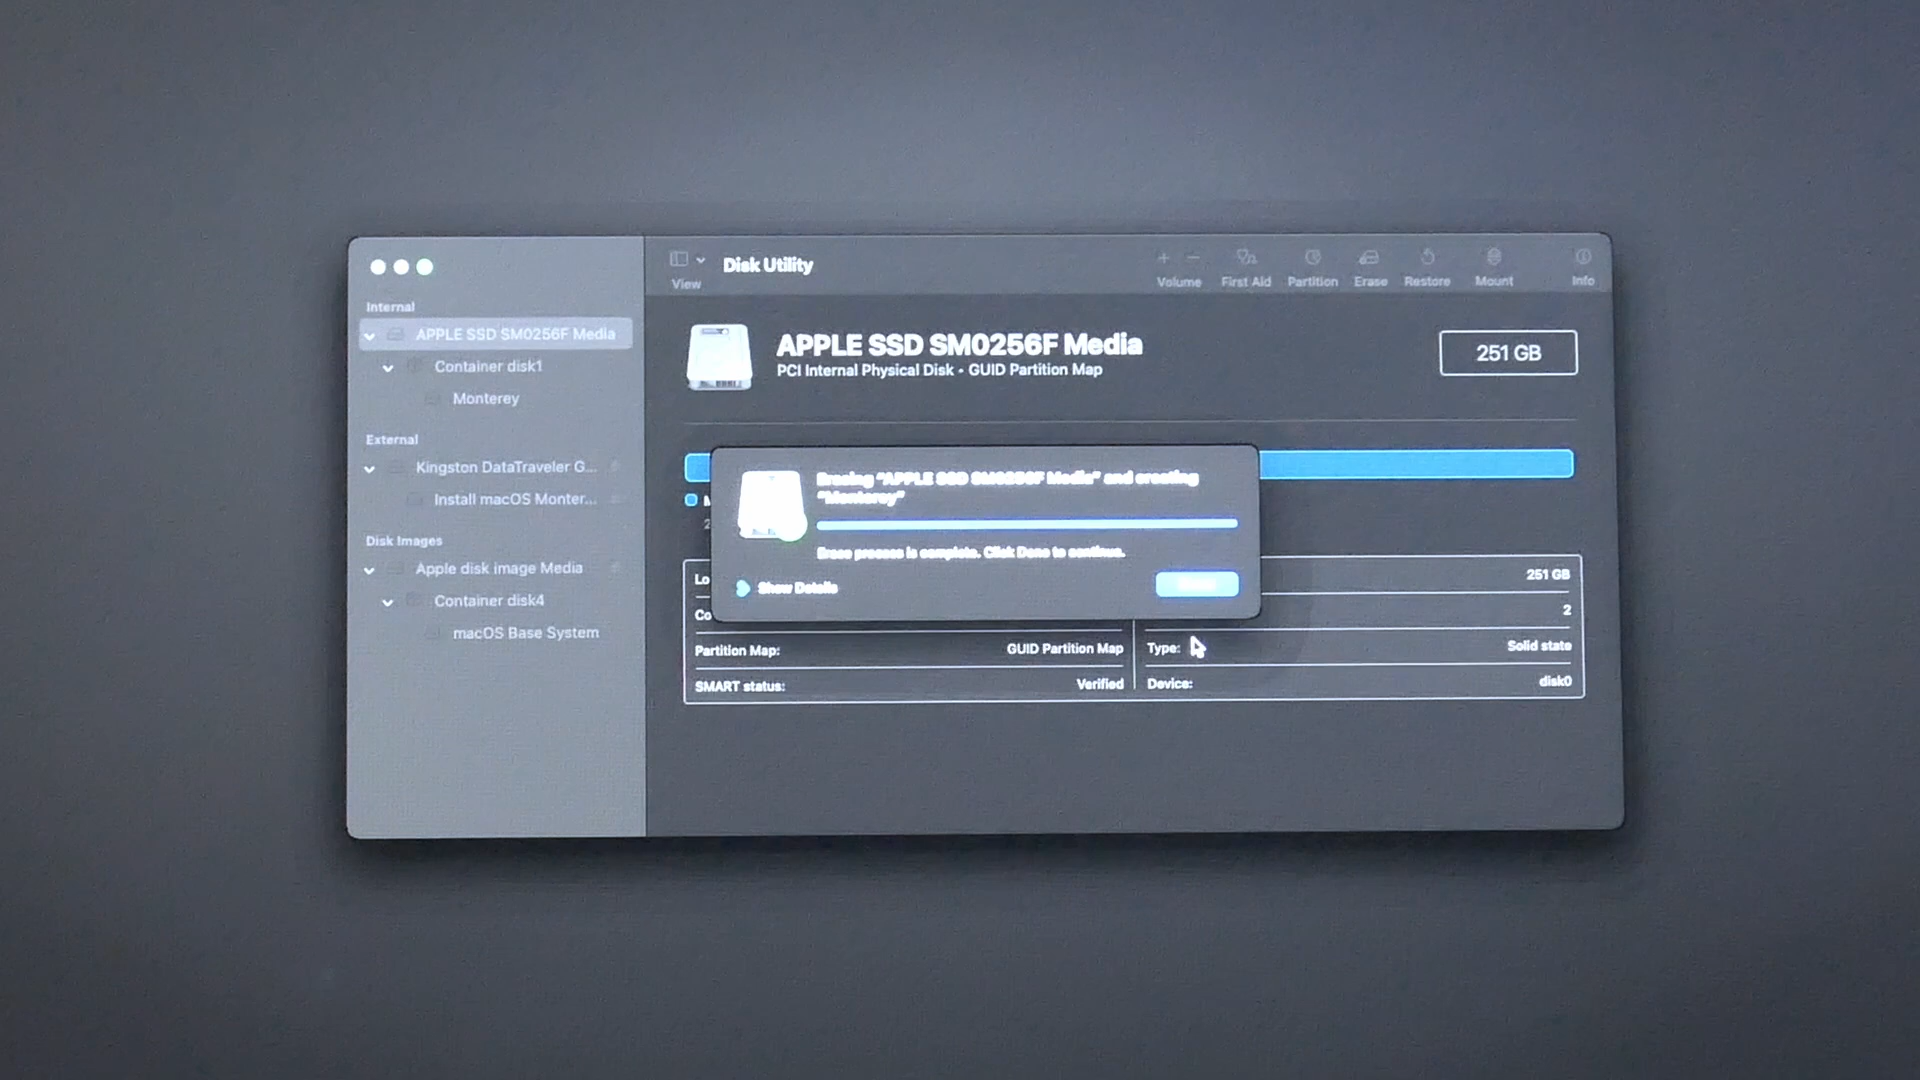 Internal
APPLE SSD SM0256F Media
Container disk1
Monterey
External
Kingston DataTraveler G...
Install macOS Monter...
Disk Images
Apple disk image Media
Container disk4
macOS Base System
View
Disk Utility
Volume
First Aid
Partition
Erase
Restore
Mount
Info
APPLE SSD SM0256F Media
PCI Internal Physical Disk • GUID Partition Map
251 GB
Erasing "APPLE SSD SM0256F Media" and creating
"Monterey"
Erase process is complete. Click Done to continue.
Show Details
Lo
251 GB
Co
2
Partition Map:
GUID Partition Map
Type:
Solid state
SMART status:
Verified
Device:
disk0